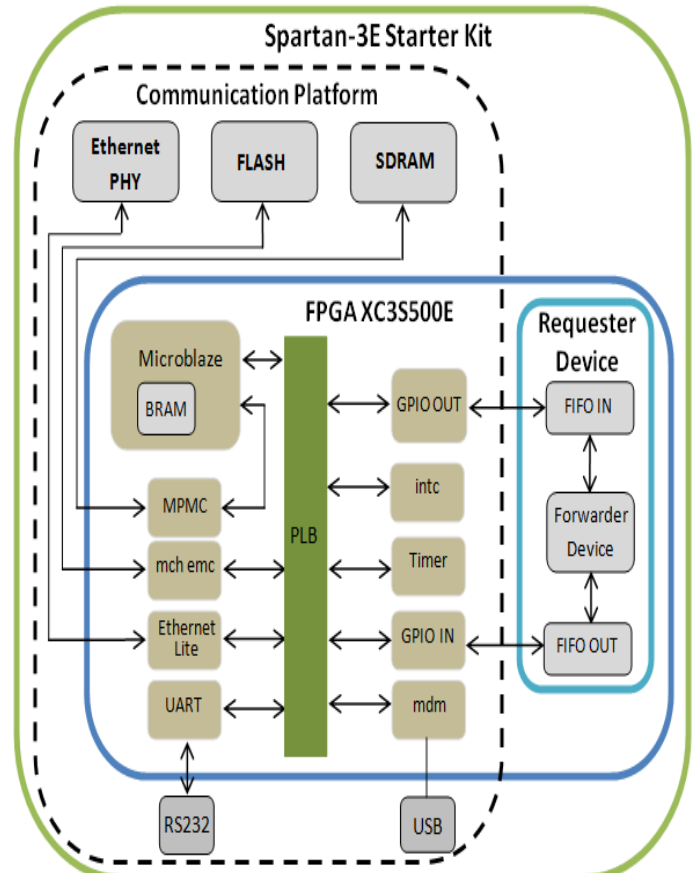 Spartan-3E Starter Kit
Communication Platform
Ethernet
PHY
FLASH
SDRAM
FPGA XC3S500E
Requester
Device
Microblaze
BRAM
GPIO OUT
FIFO IN
MPMC
intc
PLB
Forwarder
Device
mch emc
Timer
Ethernet
Lite
GPIO IN
FIFO OUT
UART
mdm
RS232
USB